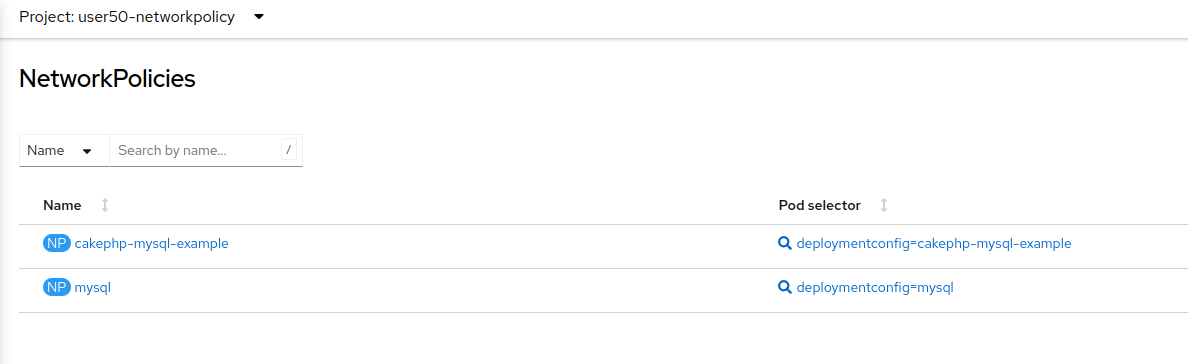 Project: user50-networkpolicy
NetworkPolicies
Name Search by name... /
Name Pod selector
NP cakephp-mysql-example deploymentconfig=cakephp-mysql-example
NP mysql deploymentconfig=mysql